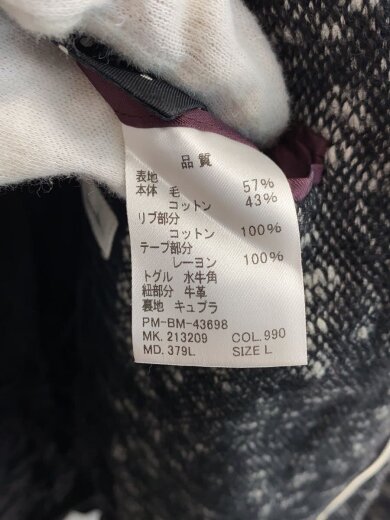 品質
表地
本体 毛 57%
コットン 43%
リブ部分
コットン 100%
テープ部分
レーヨン 100%
トグル 水牛角
紐部分 牛革
裏地 キュプラ
PM-BM-43698
MK. 213209 COL. 990
MD. 379L SIZE L